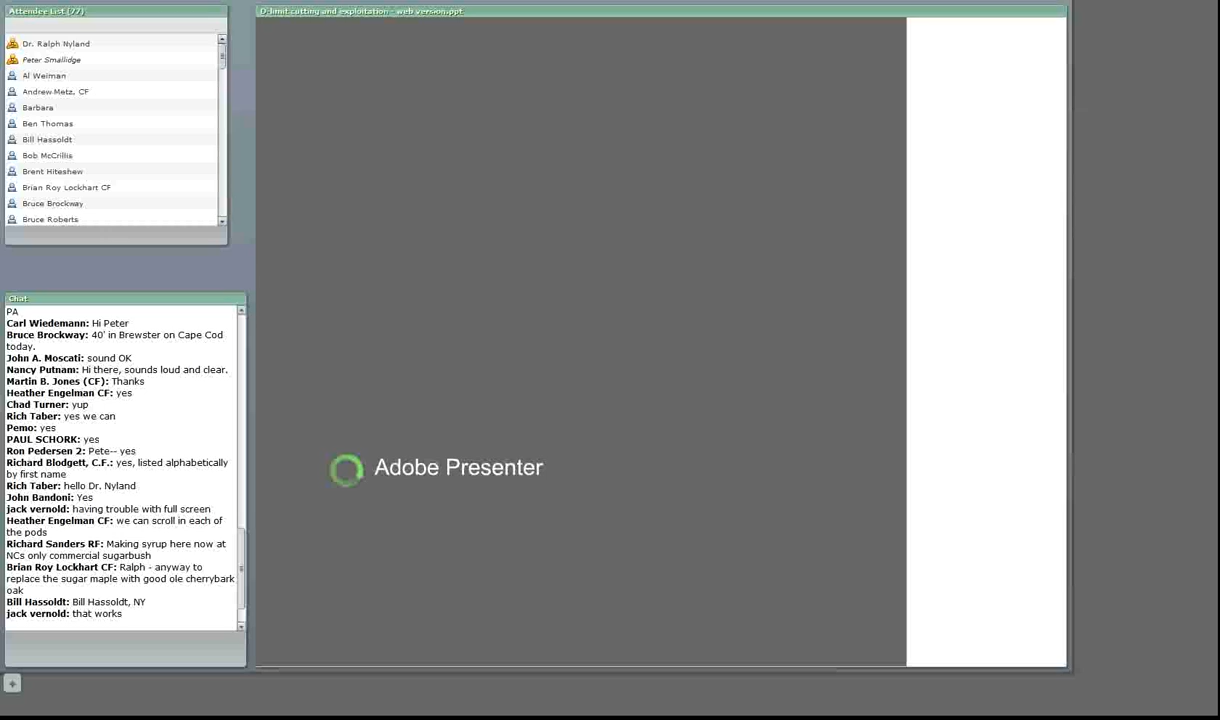 Attendee List (77)
Dr. Ralph Nyland
Peter Smallidge
Al Weiman
Andrew Metz, CF
Barbara
Ben Thomas
Bill Hassoldt
Bob McCrillis
Brent Hiteshew
Brian Roy Lockhart CF
Bruce Brockway
Bruce Roberts
Chat
PA
Carl Wiedemann: Hi Peter
Bruce Brockway: 40' in Brewster on Cape Cod
today.
John A. Moscati: sound OK
Nancy Putnam: Hi there, sounds loud and clear.
Martin B. Jones (CF): Thanks
Heather Engelman CF: yes
Chad Turner: yup
Rich Taber: yes we can
Pemo: yes
PAUL SCHORK: yes
Ron Pedersen 2: Pete-- yes
Richard Blodgett, C.F.: yes, listed alphabetically
by first name
Rich Taber: hello Dr. Nyland
John Bandoni: Yes
jack vernold: having trouble with full screen
Heather Engelman CF: we can scroll in each of
the pods
Richard Sanders RF: Making syrup here now at
NCs only commercial sugarbush
Brian Roy Lockhart CF: Ralph - anyway to
replace the sugar maple with good ole cherrybark
oak
Bill Hassoldt: Bill Hassoldt, NY
jack vernold: that works
D-limit cutting and exploitation - web version.ppt
Adobe Presenter